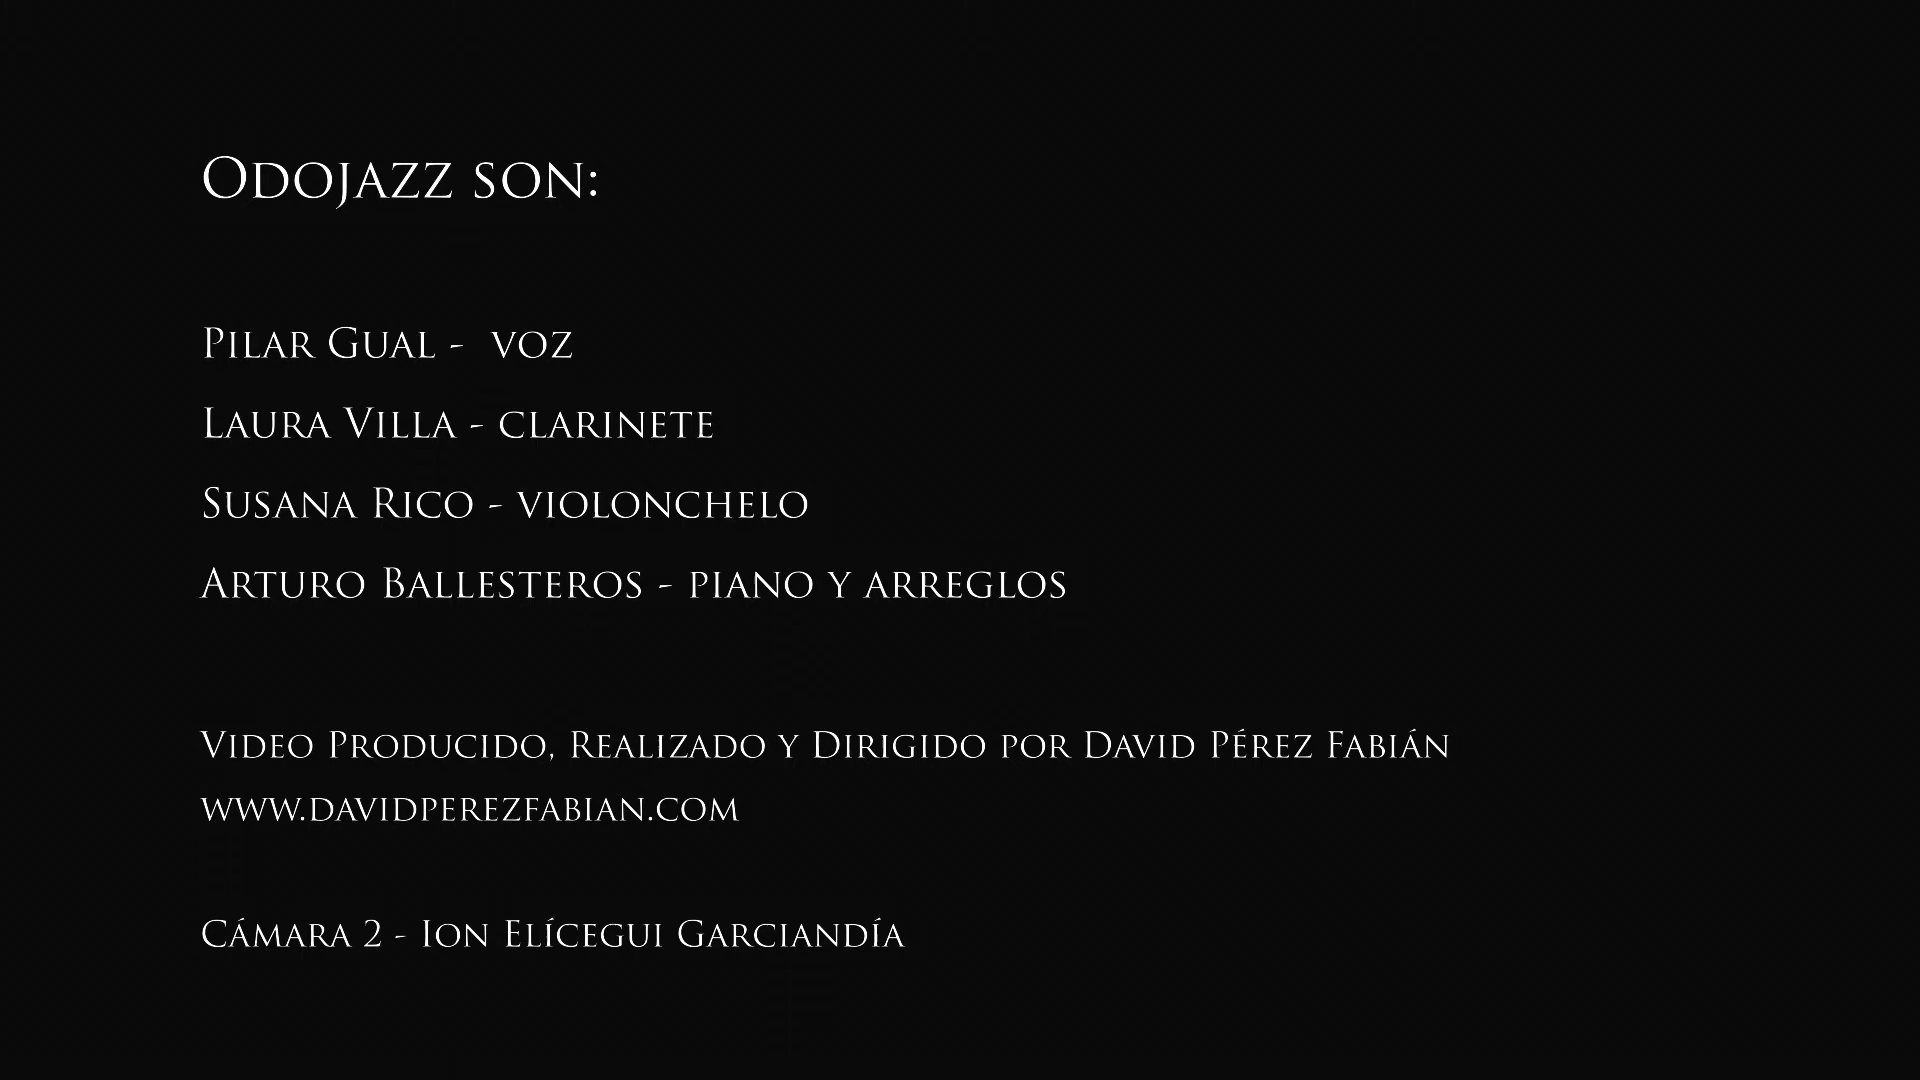 Odojazz son:
Pilar Gual - voz
Laura Villa - clarinete
Susana Rico - violonchelo
Arturo Ballesteros - piano y arreglos
Video Producido, Realizado y Dirigido por David Pérez Fabián
www.davidperezfabian.com
Cámara 2 - Ion Elícegui Garciandía